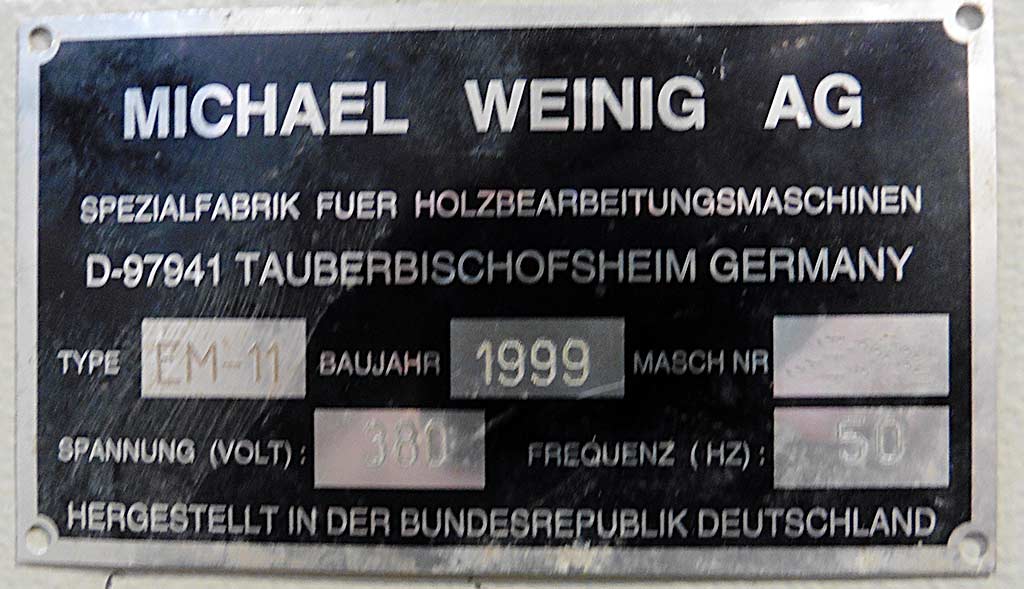 MICHAEL WEINIG AG
SPEZIALFABRIK FUER HOLZBEARBEITUNGSMASCHINEN
D-97941 TAUBERBISCHOFSHEIM GERMANY
TYPE EM-11 BAUJAHR 1999 MASCH NR
SPANNUNG (VOLT) : 380 FREQUENZ ( HZ) : 50
HERGESTELLT IN DER BUNDESREPUBLIK DEUTSCHLAND